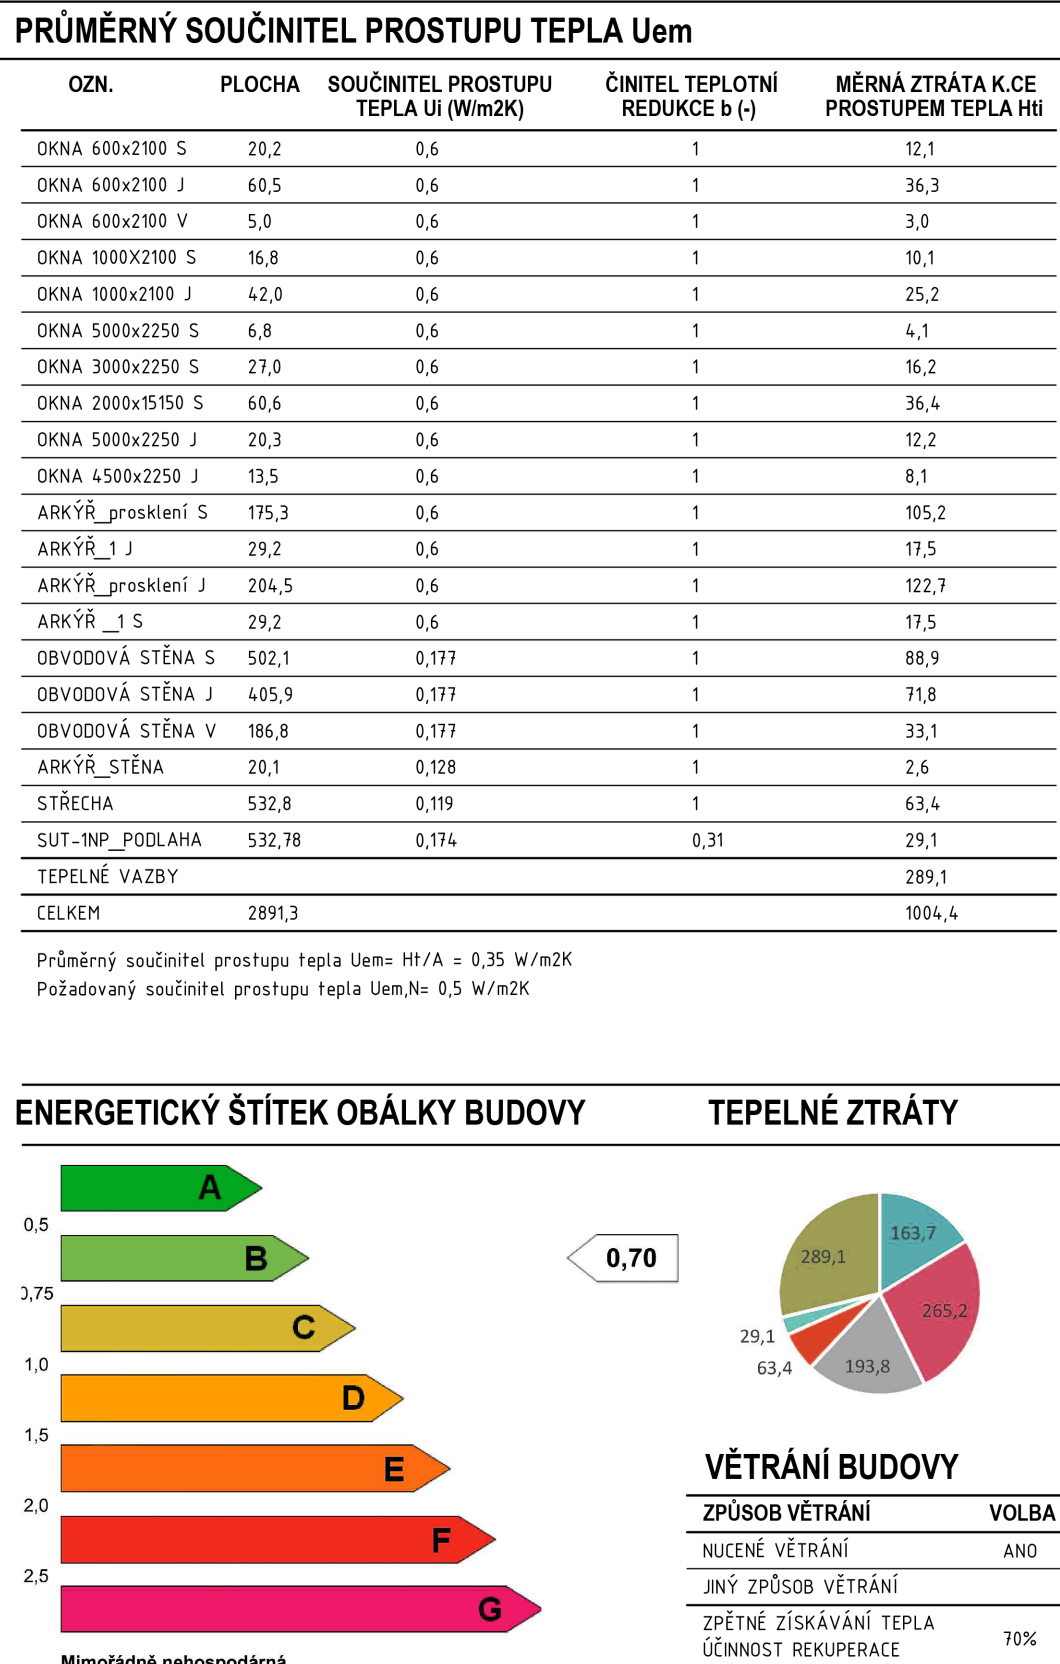 PRŮMĚRNÝ SOUČINITEL PROSTUPU TEPLA Uem
OZN. PLOCHA SOUČINITEL PROSTUPU TEPLA Ui (W/m2K) ČINITEL TEPLOTNÍ REDUKCE b (-) MĚRNÁ ZTRÁTA K.CE PROSTUPEM TEPLA Hti
OKNA 600x2100 S 20,2 0,6 1 12,1
OKNA 600x2100 J 60,5 0,6 1 36,3
OKNA 600x2100 V 5,0 0,6 1 3,0
OKNA 1000X2100 S 16,8 0,6 1 10,1
OKNA 1000x2100 J 42,0 0,6 1 25,2
OKNA 5000x2250 S 6,8 0,6 1 4,1
OKNA 3000x2250 S 27,0 0,6 1 16,2
OKNA 2000x15150 S 60,6 0,6 1 36,4
OKNA 5000x2250 J 20,3 0,6 1 12,2
OKNA 4500x2250 J 13,5 0,6 1 8,1
ARKÝŘ_prosklení S 175,3 0,6 1 105,2
ARKÝŘ_1 J 29,2 0,6 1 17,5
ARKÝŘ_prosklení J 204,5 0,6 1 122,7
ARKÝŘ _1 S 29,2 0,6 1 17,5
OBVODOVÁ STĚNA S 502,1 0,177 1 88,9
OBVODOVÁ STĚNA J 405,9 0,177 1 71,8
OBVODOVÁ STĚNA V 186,8 0,177 1 33,1
ARKÝŘ_STĚNA 20,1 0,128 1 2,6
STŘECHA 532,8 0,119 1 63,4
SUT-1NP_PODLAHA 532,78 0,174 0,31 29,1
TEPELNÉ VAZBY 289,1
CELKEM 2891,3 1004,4
Průměrný součinitel prostupu tepla Uem= Ht/A = 0,35 W/m2K
Požadovaný součinitel prostupu tepla Uem,N= 0,5 W/m2K
ENERGETICKÝ ŠTÍTEK OBÁLKY BUDOVY
A
0,5
B
0,70
0,75
C
1,0
D
1,5
E
2,0
F
2,5
G
Mimořádně nehospodárná
TEPELNÉ ZTRÁTY
163,7
289,1
265,2
29,1
63,4
193,8
VĚTRÁNÍ BUDOVY
ZPŮSOB VĚTRÁNÍ VOLBA
NUCENÉ VĚTRÁNÍ ANO
JINÝ ZPŮSOB VĚTRÁNÍ
ZPĚTNÉ ZÍSKÁVÁNÍ TEPLA
ÚČINNOST REKUPERACE 70%